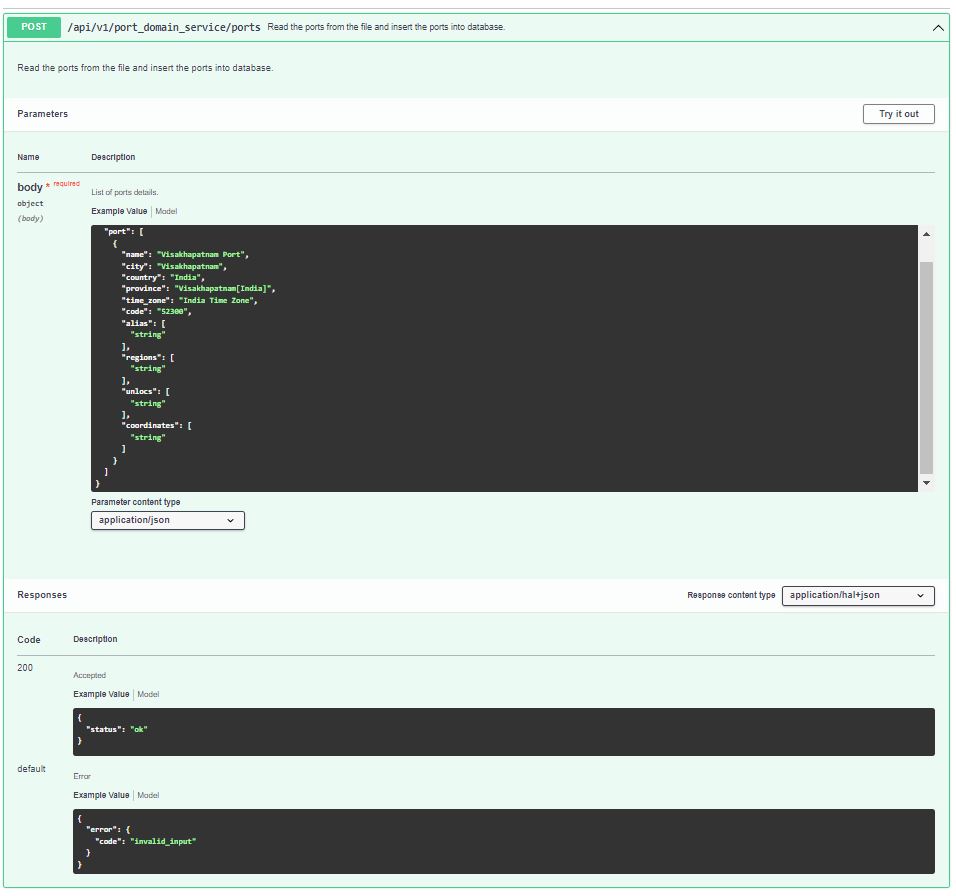 POST /api/v1/port_domain_service/ports Read the ports from the file and insert the ports into database.
Read the ports from the file and insert the ports into database.
Parameters
Try it out
Name Description
body * required
object
(body)
List of ports details.
Example Value | Model
"port": [
{
"name": "Visakhapatnam Port",
"city": "Visakhapatnam",
"country": "India",
"province": "Visakhapatnam[India]",
"time_zone": "India Time Zone",
"code": "52300",
"alias": [
"string"
],
"regions": [
"string"
],
"unlocs": [
"string"
],
"coordinates": [
"string"
]
}
]
}
Parameter content type
application/json
Responses
Response content type application/hal+json
Code Description
200
Accepted
Example Value | Model
{
"status": "ok"
}
default
Error
Example Value | Model
{
"error": {
"code": "invalid_input"
}
}